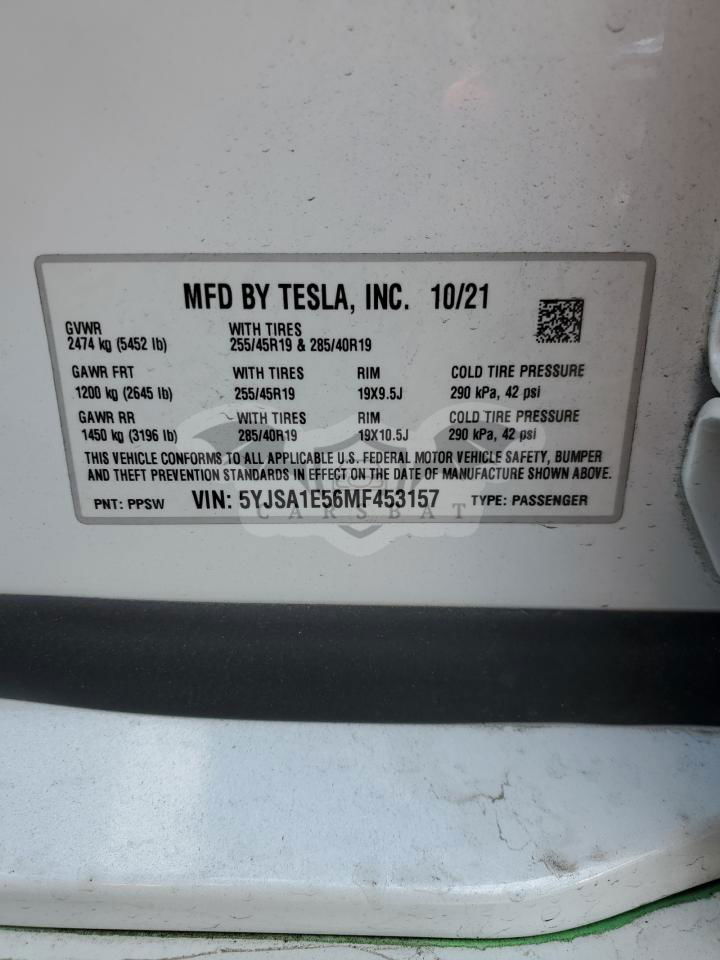 MFD BY TESLA, INC. 10/21
GVWR WITH TIRES
2474 kg (5452 lb) 255/45R19 & 285/40R19
GAWR FRT WITH TIRES RIM COLD TIRE PRESSURE
1200 kg (2645 lb) 255/45R19 19X9.5J 290 kPa, 42 psi
GAWR RR WITH TIRES RIM COLD TIRE PRESSURE
1450 kg (3196 lb) 285/40R19 19X10.5J 290 kPa, 42 psi
THIS VEHICLE CONFORMS TO ALL APPLICABLE U.S. FEDERAL MOTOR VEHICLE SAFETY, BUMPER
AND THEFT PREVENTION STANDARDS IN EFFECT ON THE DATE OF MANUFACTURE SHOWN ABOVE.
PNT: PPSW VIN: 5YJSA1E56MF453157 TYPE: PASSENGER
CARSBAT